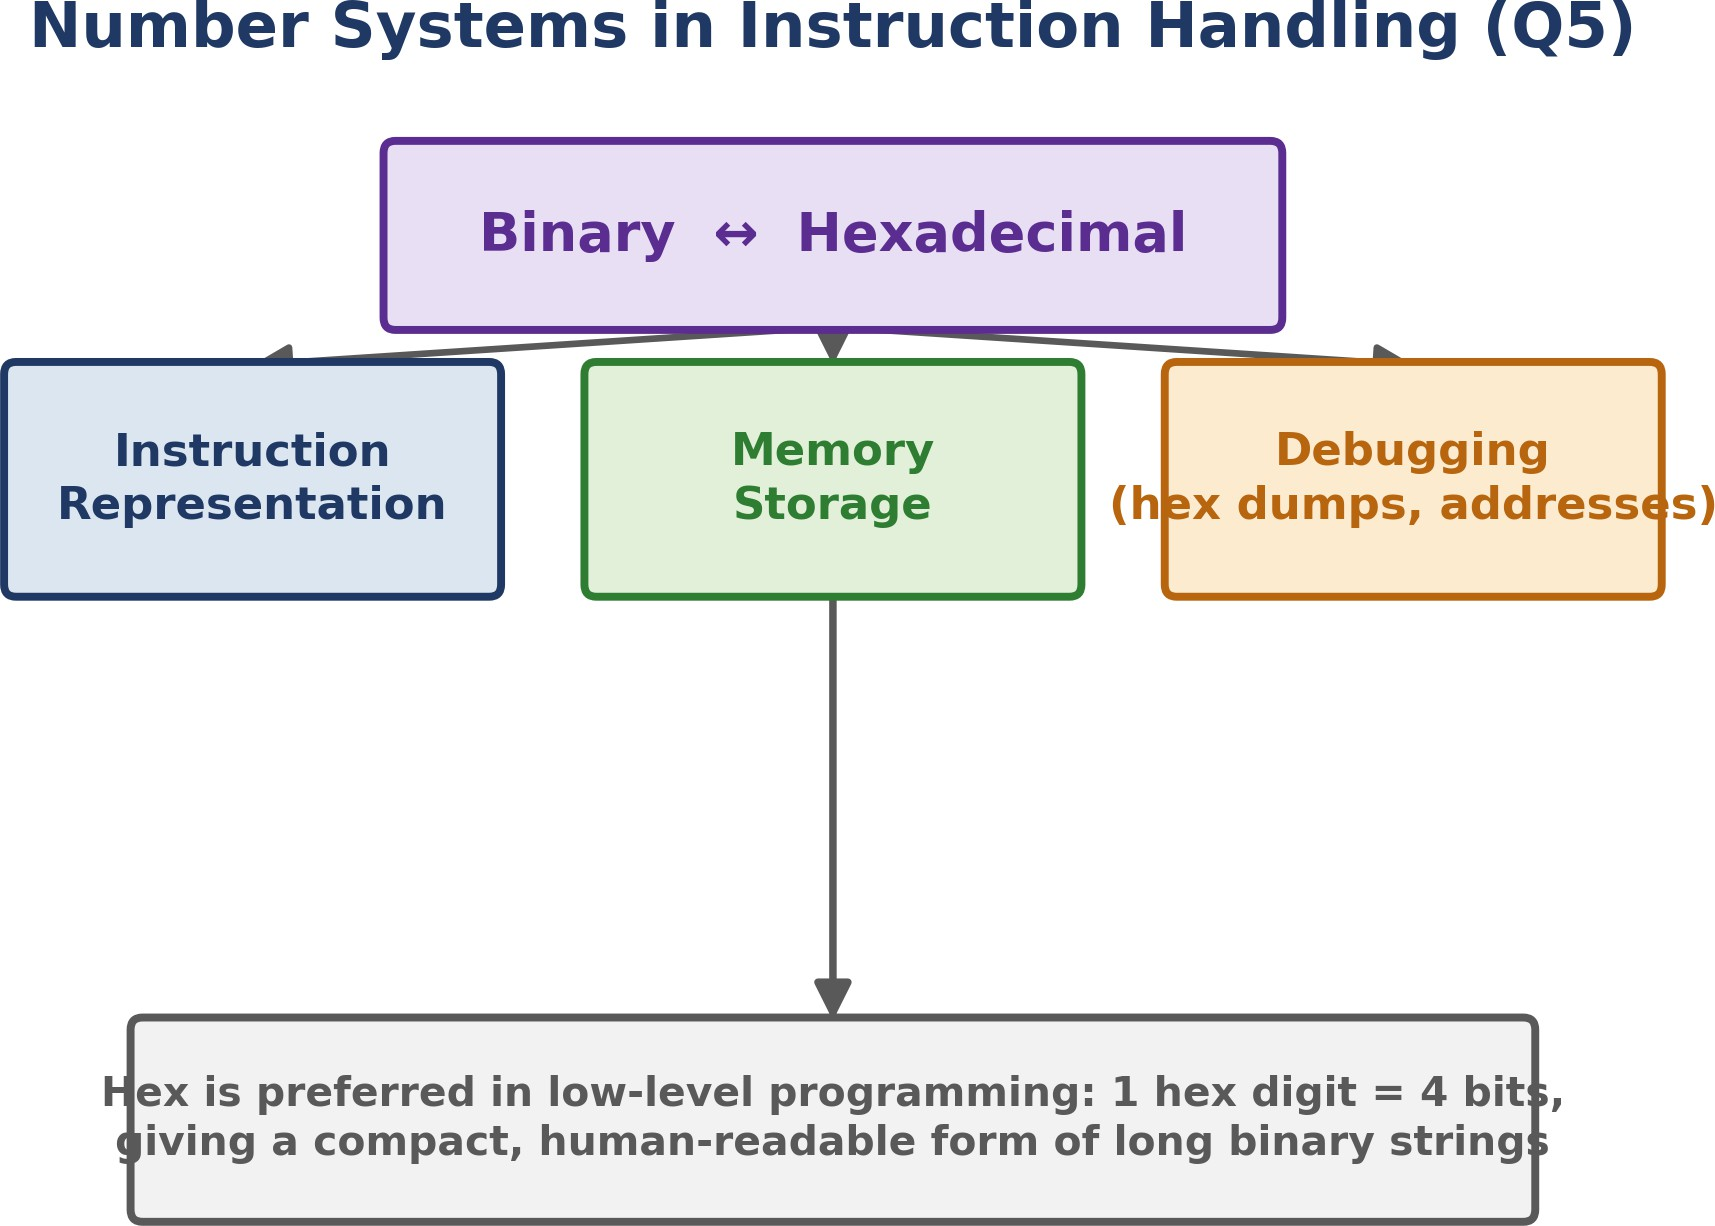 Number Systems in Instruction Handling (Q5)
Binary ↔ Hexadecimal
Instruction
Representation
Memory
Storage
Debugging
(hex dumps, addresses)
Hex is preferred in low-level programming: 1 hex digit = 4 bits,
giving a compact, human-readable form of long binary strings